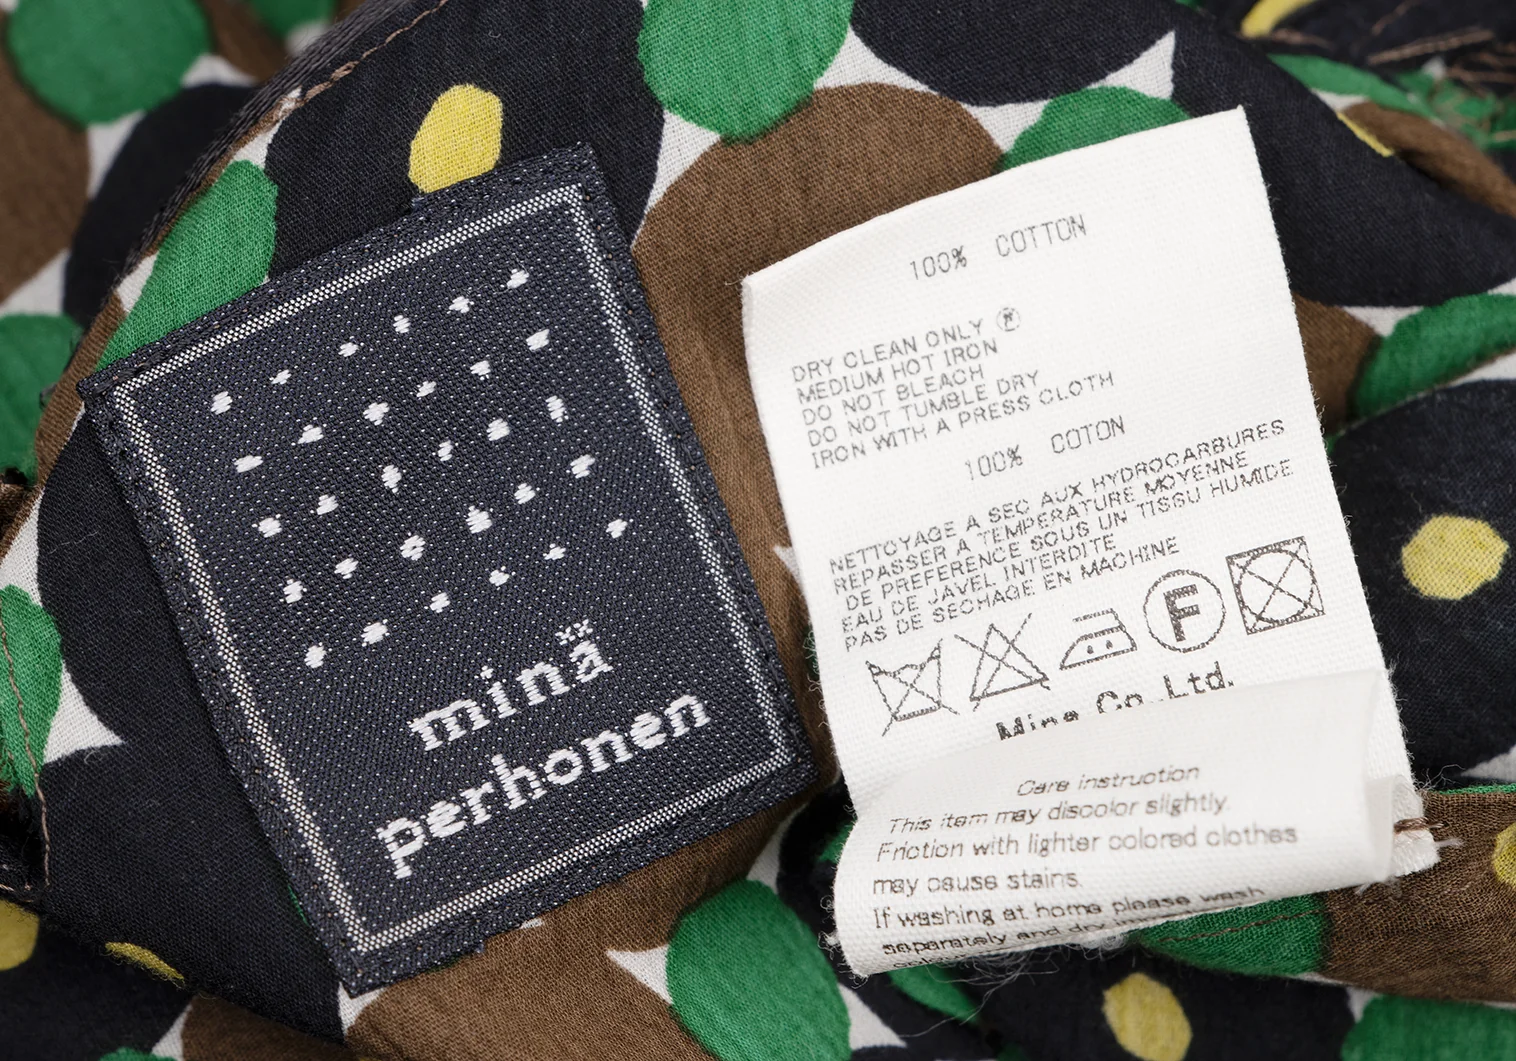 minä
perhonen
100% COTTON
DRY CLEAN ONLY Ⓟ
MEDIUM HOT IRON
DO NOT BLEACH
DO NOT TUMBLE DRY
IRON WITH A PRESS CLOTH
100% COTON
NETTOYAGE A SEC AUX HYDROCARBURES
REPASSER A TEMPERATURE MOYENNE
DE PREFERENCE SOUS UN TISSU HUMIDE
EAU DE JAVEL INTERDITE
PAS DE SECHAGE EN MACHINE
F
Mina Co.,Ltd.
Care instruction
This item may discolor slightly.
Friction with lighter colored clothes
may cause stains.
If washing at home please wash
separately and dry